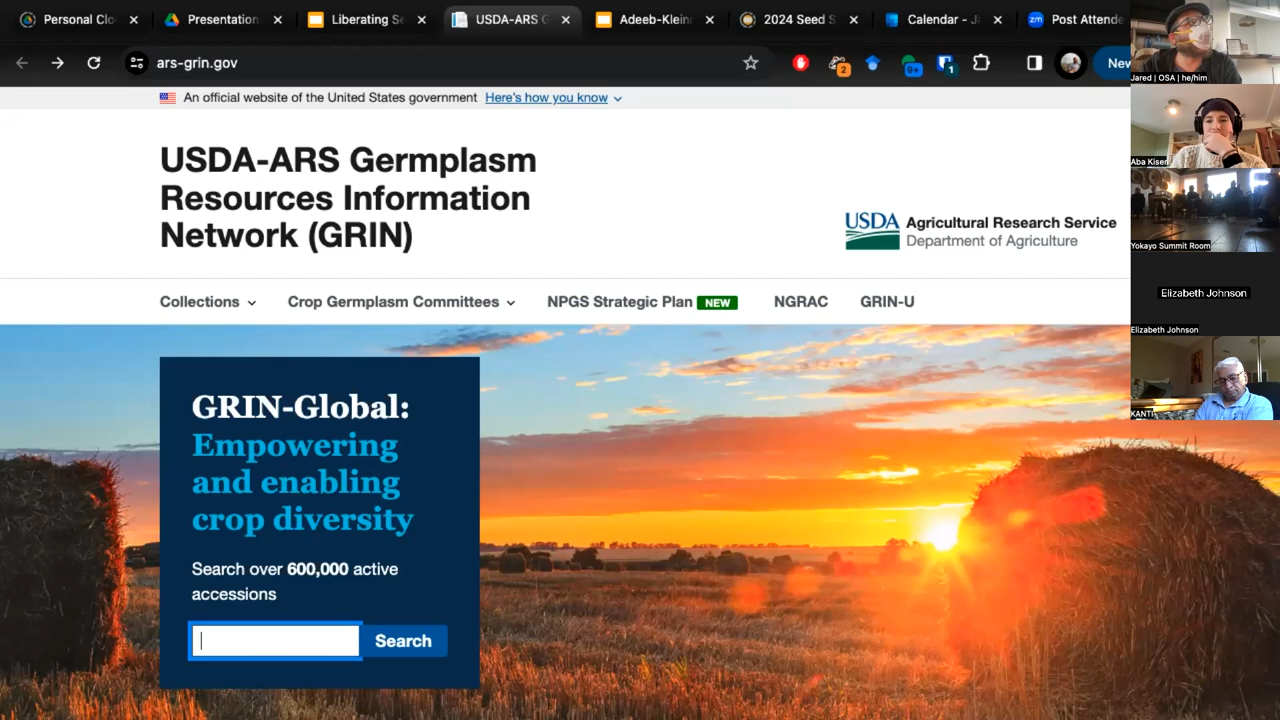 Personal Clo
Presentation
Liberating Se
USDA-ARS G
Adeeb-Klein
2024 Seed S
Calendar - J
Post Attende
ars-grin.gov
2
9+
1
New
An official website of the United States government Here's how you know
USDA-ARS Germplasm
Resources Information
Network (GRIN)
USDA Agricultural Research Service
Department of Agriculture
Collections
Crop Germplasm Committees
NPGS Strategic Plan NEW
NGRAC
GRIN-U
GRIN-Global:
Empowering
and enabling
crop diversity
Search over 600,000 active
accessions
Search
Jared | OSA | he/him
Aba Kiser
Yokayo Summit Room
Elizabeth Johnson
Elizabeth Johnson
KANTI